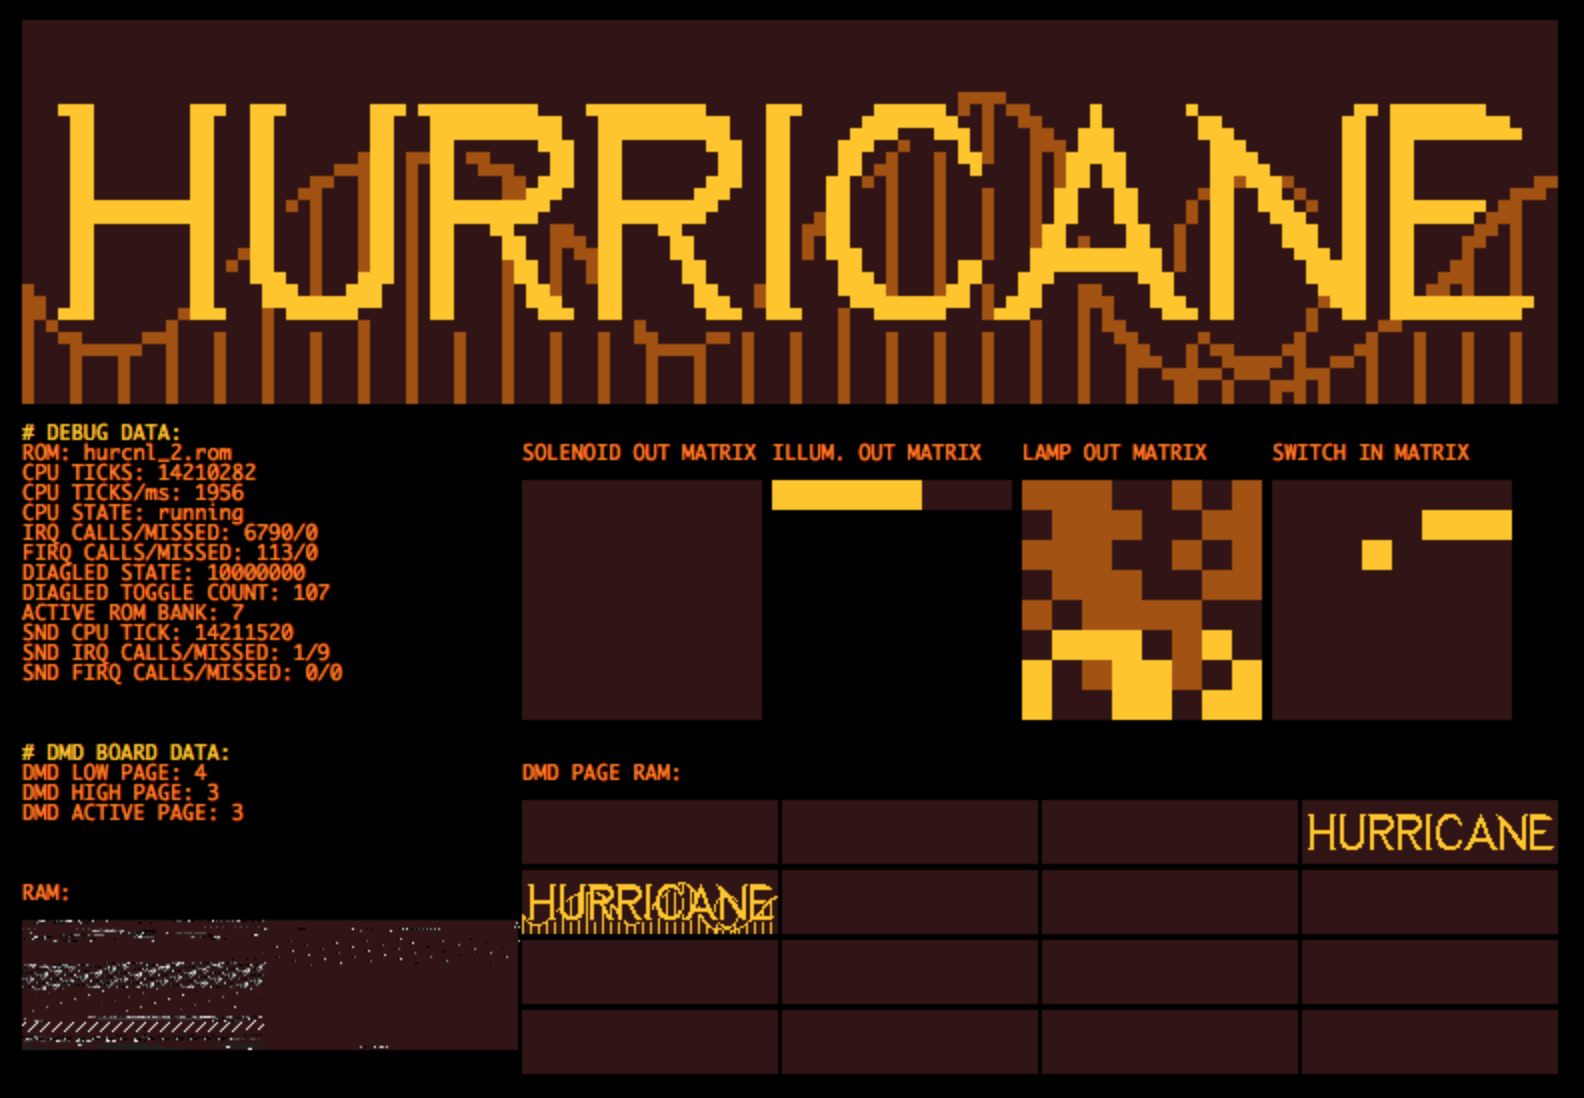 HURRICANE
# DEBUG DATA:
ROM: hurcnl_2.rom
CPU TICKS: 14210282
CPU TICKS/ms: 1956
CPU STATE: running
IRQ CALLS/MISSED: 6790/0
FIRQ CALLS/MISSED: 113/0
DIAGLED STATE: 10000000
DIAGLED TOGGLE COUNT: 107
ACTIVE ROM BANK: 7
SND CPU TICK: 14211520
SND IRQ CALLS/MISSED: 1/9
SND FIRQ CALLS/MISSED: 0/0
SOLENOID OUT MATRIX
ILLUM. OUT MATRIX
LAMP OUT MATRIX
SWITCH IN MATRIX
# DMD BOARD DATA:
DMD LOW PAGE: 4
DMD HIGH PAGE: 3
DMD ACTIVE PAGE: 3
DMD PAGE RAM:
HURRICANE
HURRICANE
RAM: